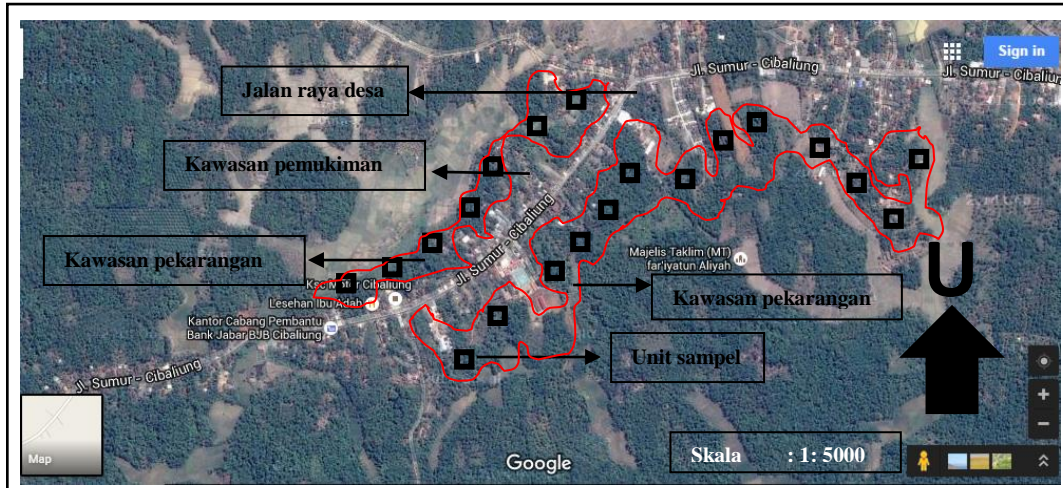 Sign in
Jl. Sumur - Cibaliung
Jl. Sumur - Cibaliung
Jalan raya desa
Kawasan pemukiman
Jl. Sumur - Cibaliung
Kawasan pekarangan
Majelis Taklim (MT)
far'iyatun Aliyah
U
Motor Cibaliung
Lesehan Ibu Adah
Kawasan pekarangan
Kantor Cabang Pembantu
Bank Jabar BJB Cibaliung
Unit sampel
Jl. Sumur - Cibaliung
Map
Google
Skala : 1: 5000